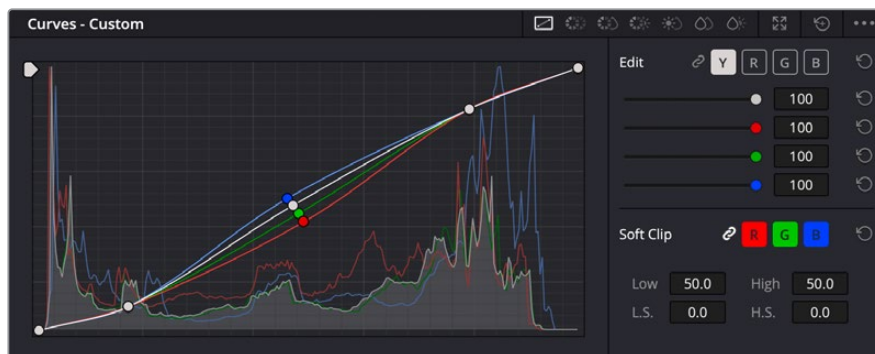 Curves - Custom
Edit Y R G B
100
100
100
100
Soft Clip R G B
Low 50.0 High 50.0
L.S. 0.0 H.S. 0.0